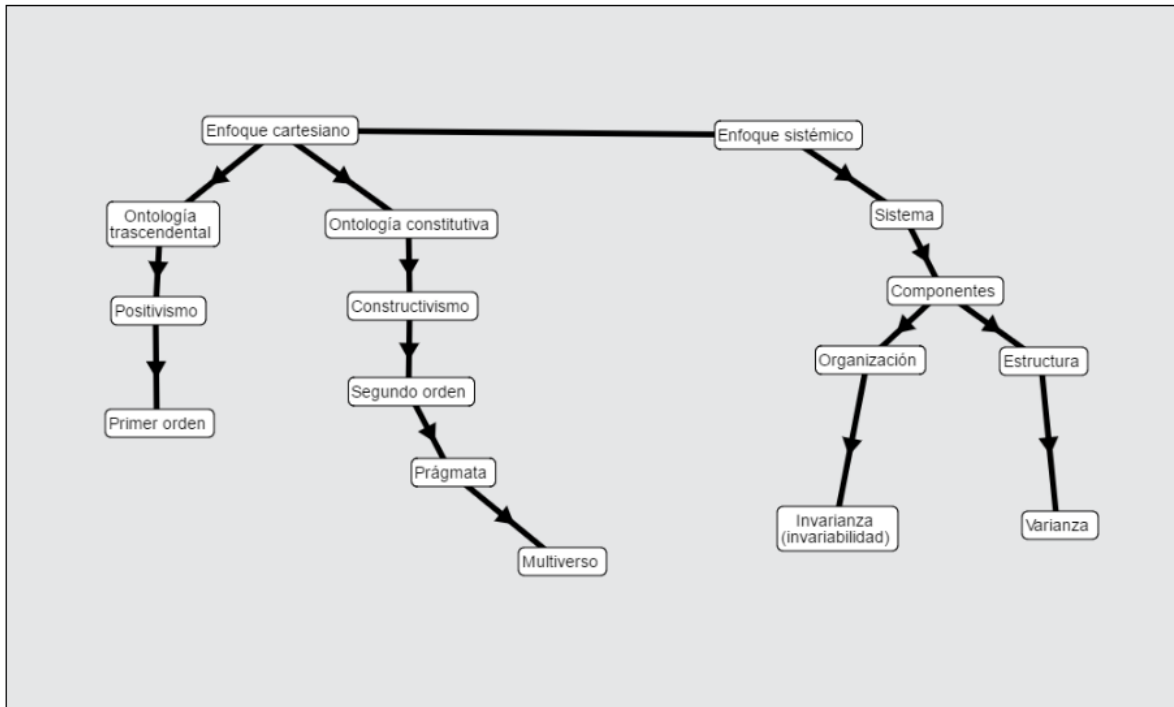 Enfoque cartesiano
Enfoque sistémico
Ontología
trascendental
Ontología constitutiva
Sistema
Positivismo
Constructivismo
Componentes
Primer orden
Segundo orden
Organización
Estructura
Prágmata
Multiverso
Invarianza
(invariabilidad)
Varianza